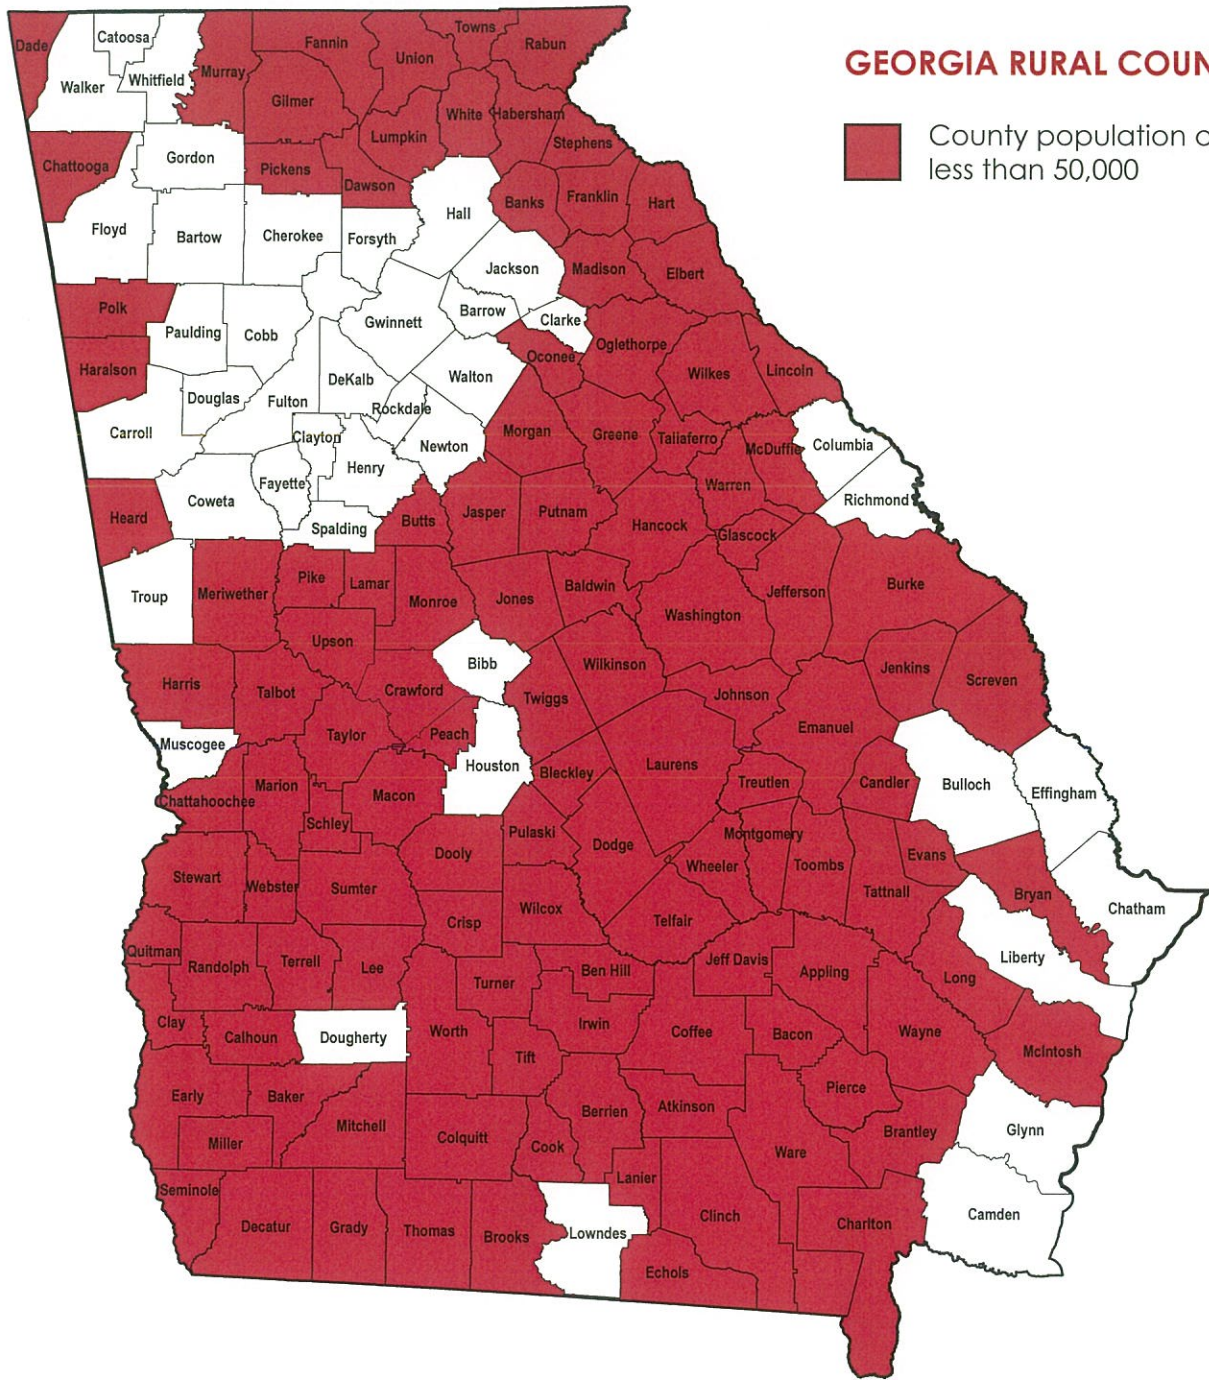 GEORGIA RURAL COUN
County population o
less than 50,000
Dade
Catoosa
Walker
Whitfield
Murray
Fannin
Union
Towns
Rabun
Gilmer
White
Habersham
Lumpkin
Stephens
Chattooga
Gordon
Pickens
Dawson
Hall
Banks
Franklin
Hart
Floyd
Bartow
Cherokee
Forsyth
Jackson
Madison
Elbert
Polk
Paulding
Cobb
Gwinnett
Barrow
Clarke
Oconee
Oglethorpe
Wilkes
Lincoln
Haralson
Douglas
Fulton
DeKalb
Rockdale
Walton
Carroll
Clayton
Newton
Morgan
Greene
Taliaferro
McDuffie
Columbia
Coweta
Fayette
Henry
Warren
Richmond
Heard
Spalding
Butts
Jasper
Putnam
Hancock
Glascock
Troup
Meriwether
Pike
Lamar
Monroe
Jones
Baldwin
Washington
Jefferson
Burke
Upson
Bibb
Wilkinson
Jenkins
Screven
Harris
Talbot
Crawford
Twiggs
Johnson
Emanuel
Muscogee
Taylor
Peach
Houston
Bleckley
Laurens
Treutlen
Candler
Bulloch
Effingham
Chattahoochee
Marion
Schley
Macon
Dooly
Pulaski
Dodge
Wheeler
Montgomery
Toombs
Evans
Tattnall
Bryan
Chatham
Stewart
Webster
Sumter
Crisp
Wilcox
Telfair
Quitman
Randolph
Terrell
Lee
Turner
Ben Hill
Jeff Davis
Appling
Long
Liberty
Clay
Calhoun
Dougherty
Worth
Irwin
Tift
Coffee
Bacon
Wayne
McIntosh
Early
Baker
Mitchell
Miller
Colquitt
Cook
Berrien
Atkinson
Pierce
Ware
Brantley
Glynn
Seminole
Decatur
Grady
Thomas
Brooks
Lowndes
Lanier
Clinch
Echols
Charlton
Camden